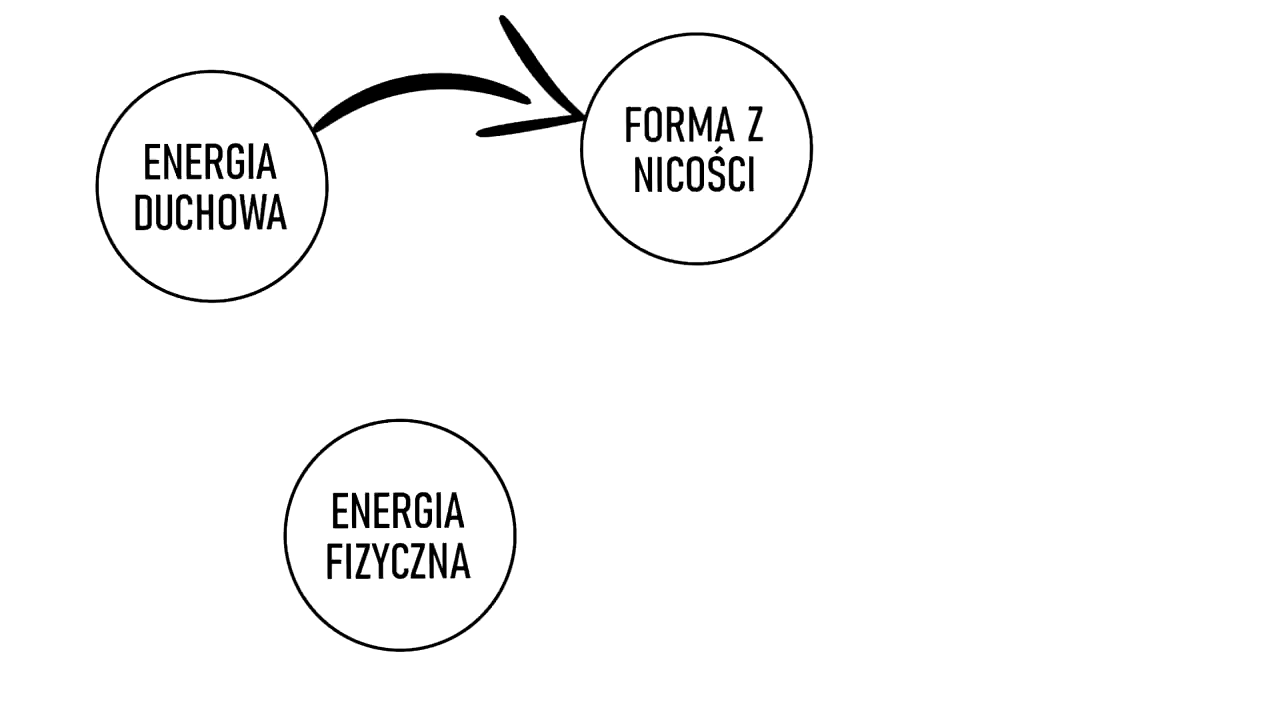 ENERGIA
DUCHOWA
FORMA Z
NICOŚCI
ENERGIA
FIZYCZNA